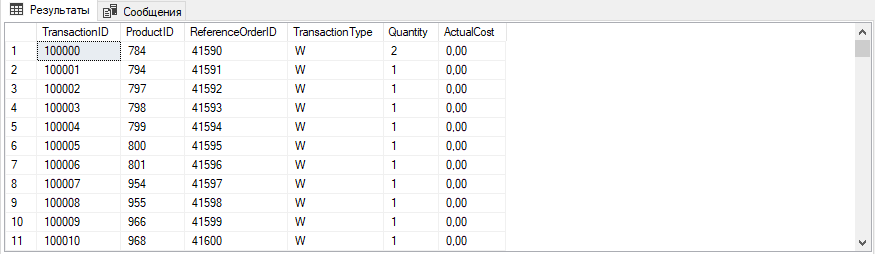 Результаты Сообщения
TransactionID ProductID ReferenceOrderID TransactionType Quantity ActualCost
1 100000 784 41590 W 2 0,00
2 100001 794 41591 W 1 0,00
3 100002 797 41592 W 1 0,00
4 100003 798 41593 W 1 0,00
5 100004 799 41594 W 1 0,00
6 100005 800 41595 W 1 0,00
7 100006 801 41596 W 1 0,00
8 100007 954 41597 W 1 0,00
9 100008 955 41598 W 1 0,00
10 100009 966 41599 W 1 0,00
11 100010 968 41600 W 1 0,00